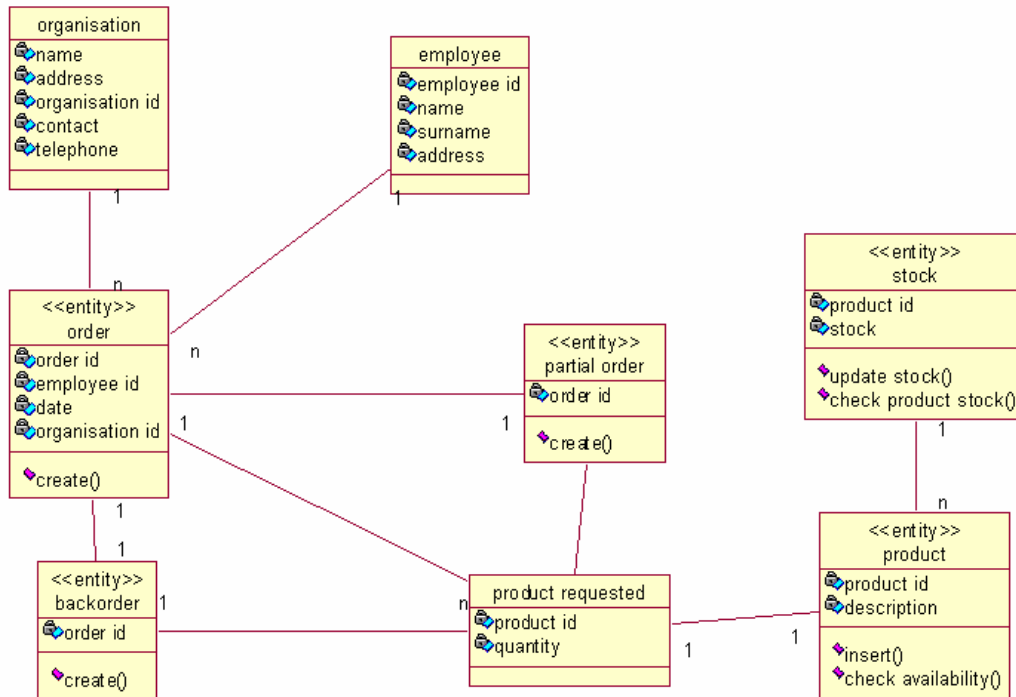 organisation
name
address
organisation id
contact
telephone
employee
employee id
name
surname
address
1
1
n
n
<<entity>>
order
order id
employee id
date
organisation id
create()
1
1
<<entity>>
partial order
order id
create()
<<entity>>
stock
product id
stock
update stock()
check product stock()
1
n
1
1
<<entity>>
backorder
order id
create()
1
n
product requested
product id
quantity
1
1
<<entity>>
product
product id
description
insert()
check availability()